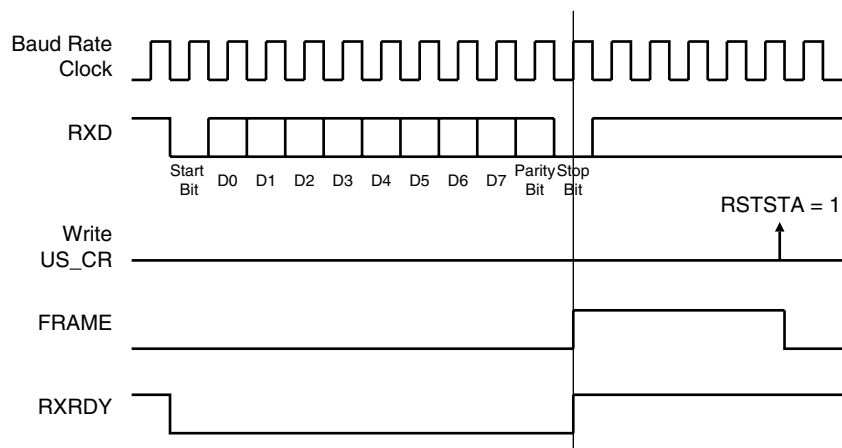 Baud Rate
Clock
RXD
Start
Bit
D0
D1
D2
D3
D4
D5
D6
D7
Parity
Bit
Stop
Bit
RSTSTA = 1
Write
US_CR
FRAME
RXRDY